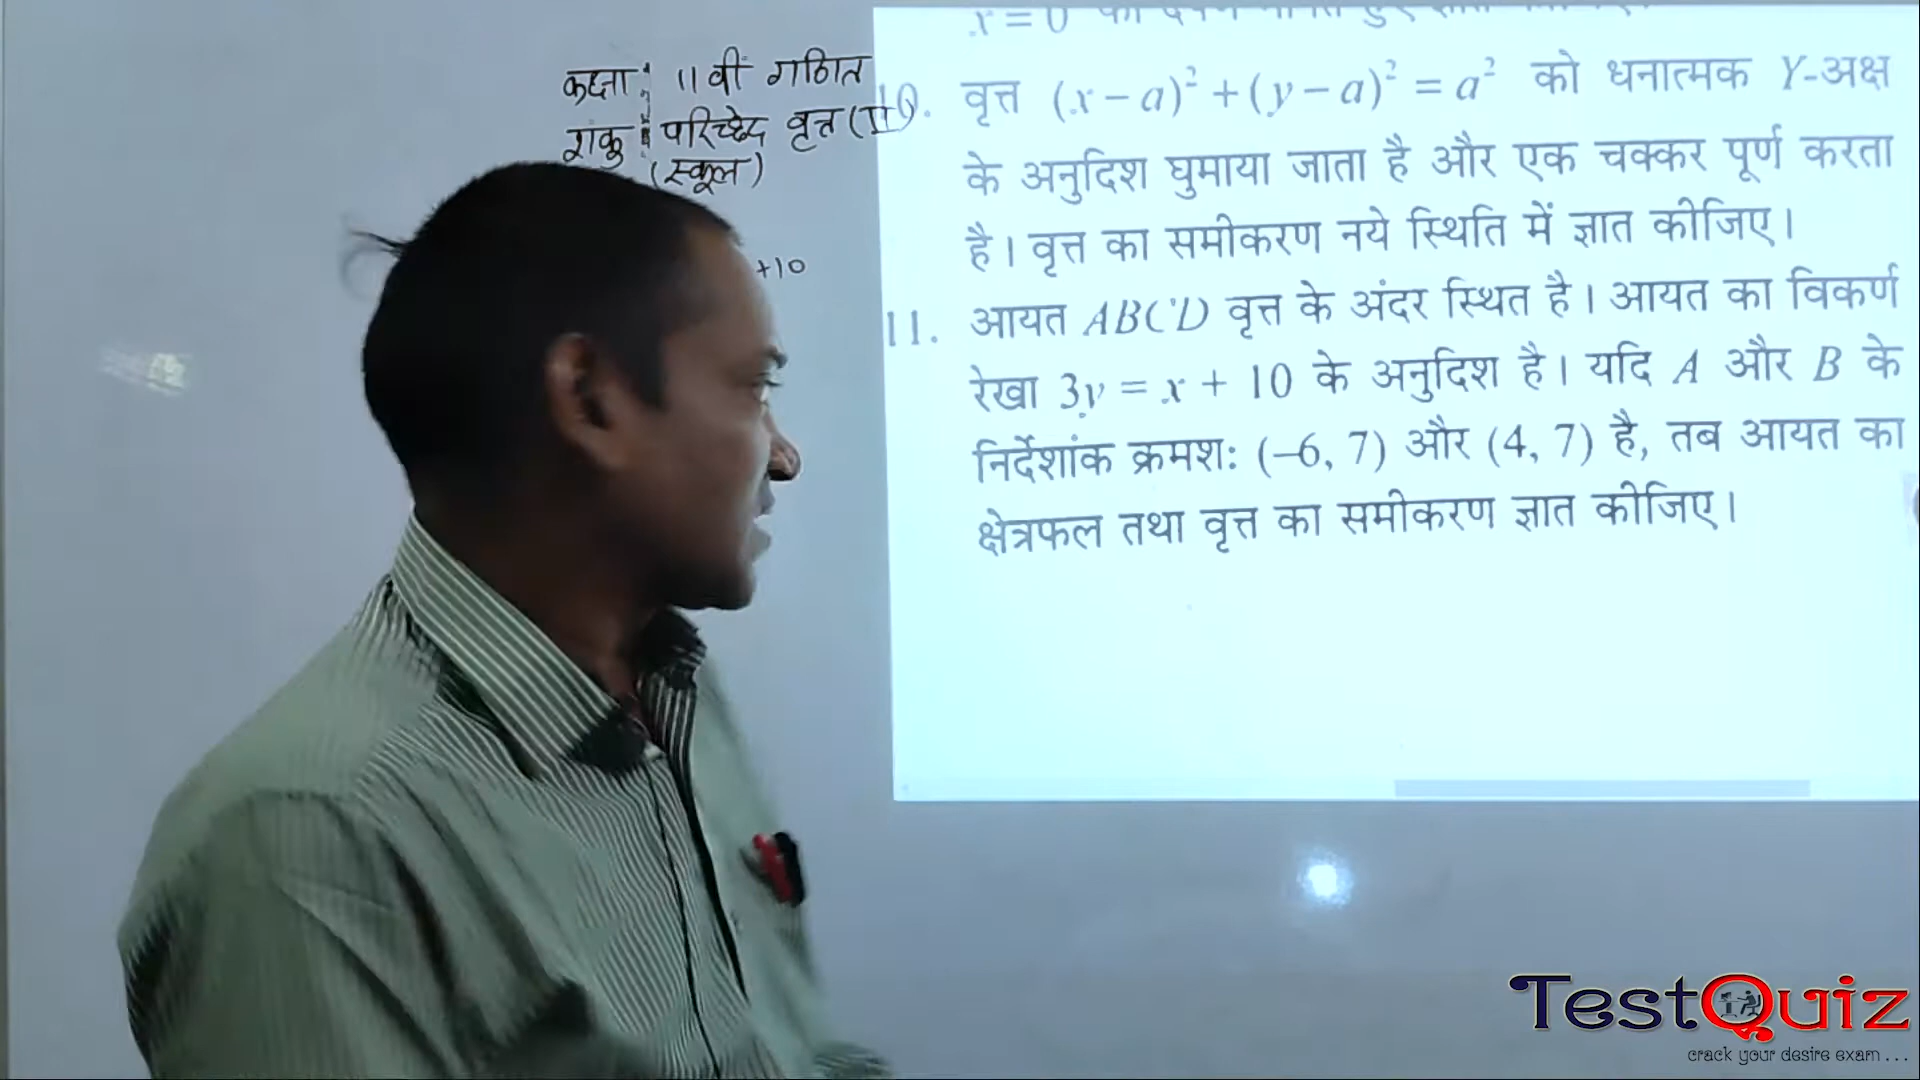 कक्षा : 11वीं गणित
शंकु : परिच्छेद वृत्त (II)
(स्कूल)
+10
x = 0
10. वृत्त (x – a)² + (y – a)² = a² को धनात्मक Y-अक्ष
के अनुदिश घुमाया जाता है और एक चक्कर पूर्ण करता
है। वृत्त का समीकरण नये स्थिति में ज्ञात कीजिए।
11. आयत ABCD वृत्त के अंदर स्थित है। आयत का विकर्ण
रेखा 3y = x + 10 के अनुदिश है। यदि A और B के
निर्देशांक क्रमश: (–6, 7) और (4, 7) है, तब आयत का
क्षेत्रफल तथा वृत्त का समीकरण ज्ञात कीजिए।
TestQuiz
crack your desire exam . . .